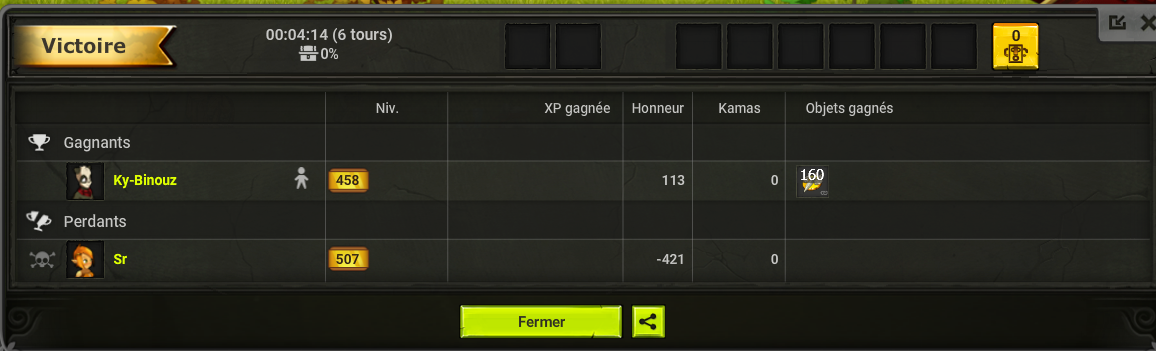 Victoire
00:04:14 (6 tours)
0%
0
Niv. XP gagnée Honneur Kamas Objets gagnés
Gagnants
Ky-Binouz 458 113 0 160
Perdants
Sr 507 -421 0
Fermer